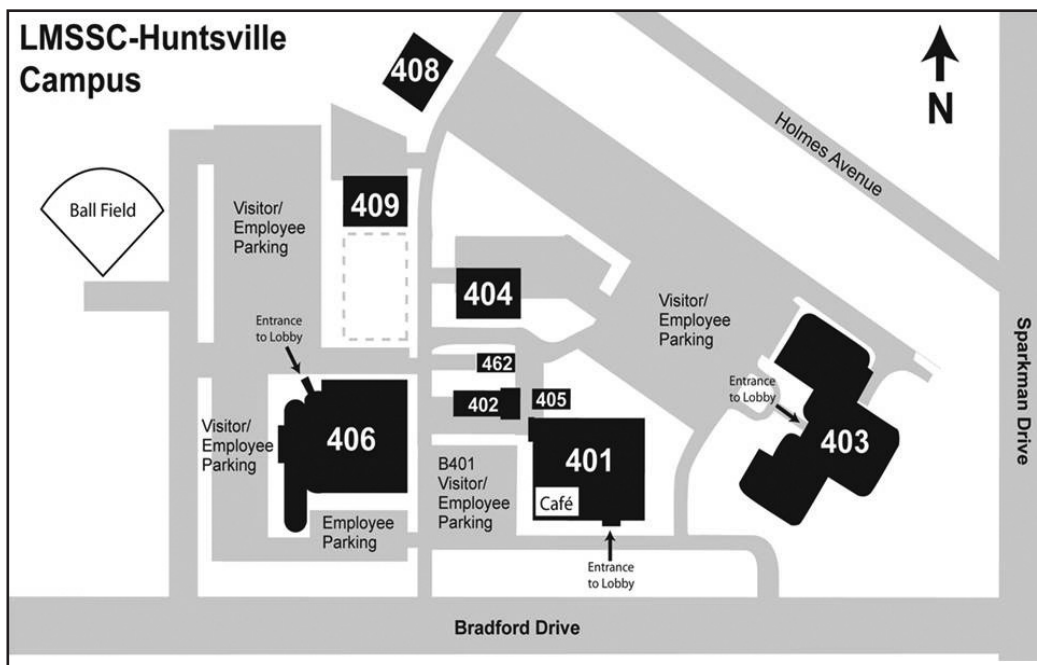 LMSSC-Huntsville
Campus
408
N
Holmes Avenue
Ball Field
Visitor/
Employee
Parking
409
404
Visitor/
Employee
Parking
Sparkman Drive
Entrance
to Lobby
462
402
405
Entrance
to Lobby
403
Visitor/
Employee
Parking
406
B401
Visitor/
Employee
Parking
401
Café
Employee
Parking
Entrance
to Lobby
Bradford Drive